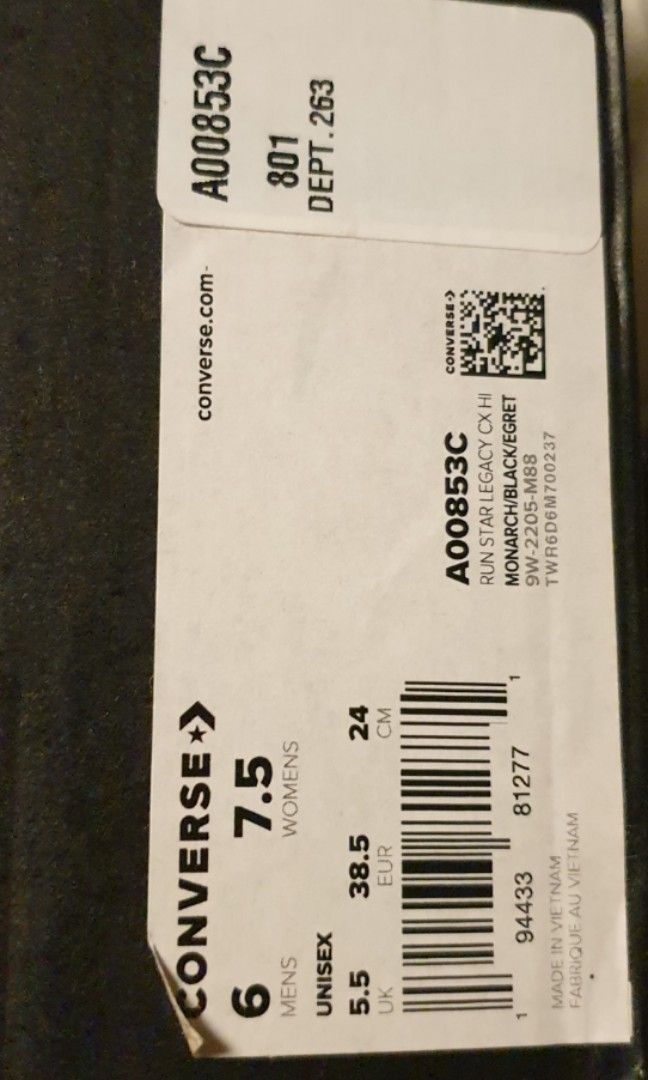 CONVERSE
converse.com
A00853C
801
DEPT.263
6 7.5
MENS WOMENS
UNISEX
5.5 38.5 24
UK EUR CM
1 94433 81277 1
MADE IN VIETNAM
FABRIQUE AU VIETNAM
CONVERSE
A00853C
RUN STAR LEGACY CX HI
MONARCH/BLACK/EGRET
9W-2205-M88
TWR6D6M700237